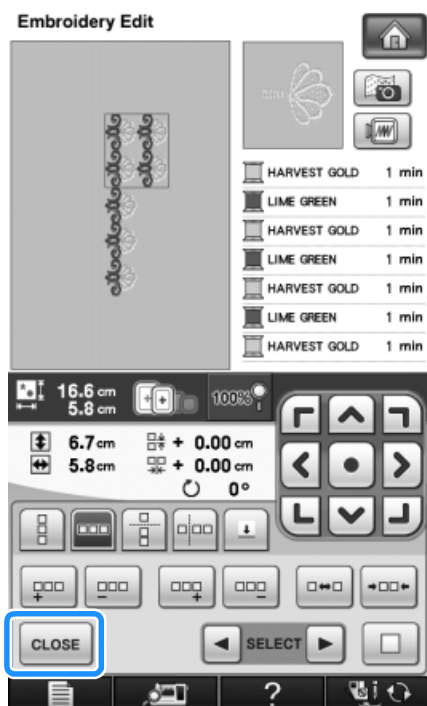 Embroidery Edit
HARVEST GOLD 1 min
LIME GREEN 1 min
HARVEST GOLD 1 min
LIME GREEN 1 min
HARVEST GOLD 1 min
LIME GREEN 1 min
HARVEST GOLD 1 min
16.6 cm
5.8 cm
100%
6.7 cm + 0.00 cm
5.8 cm + 0.00 cm
0°
CLOSE
SELECT
?